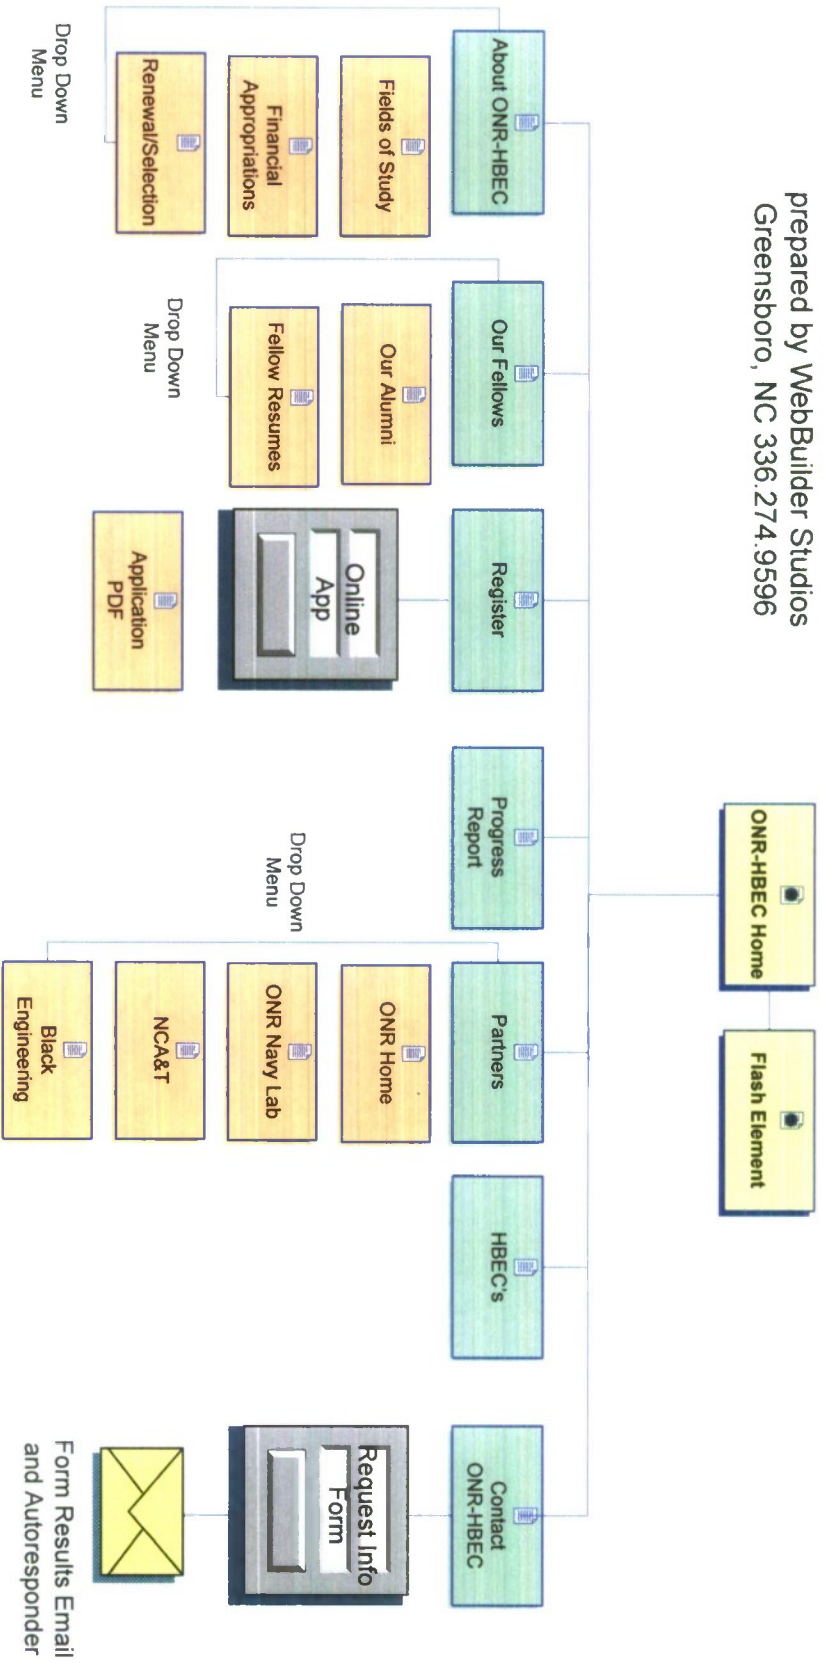 prepared by WebBuilder Studios
Greensboro, NC 336.274.9596
ONR-HBEC Home
Flash Element
About ONR-HBEC
Our Fellows
Register
Progress
Report
Partners
HBEC's
Contact
ONR-HBEC
Fields of Study
Financial
Appropriations
Renewal/Selection
Drop Down
Menu
Our Alumni
Fellow Resumes
Drop Down
Menu
Online
App
Application
PDF
Drop Down
Menu
ONR Home
ONR Navy Lab
NCA&T
Black
Engineering
Request Info
Form
Form Results Email
and Autoresponder